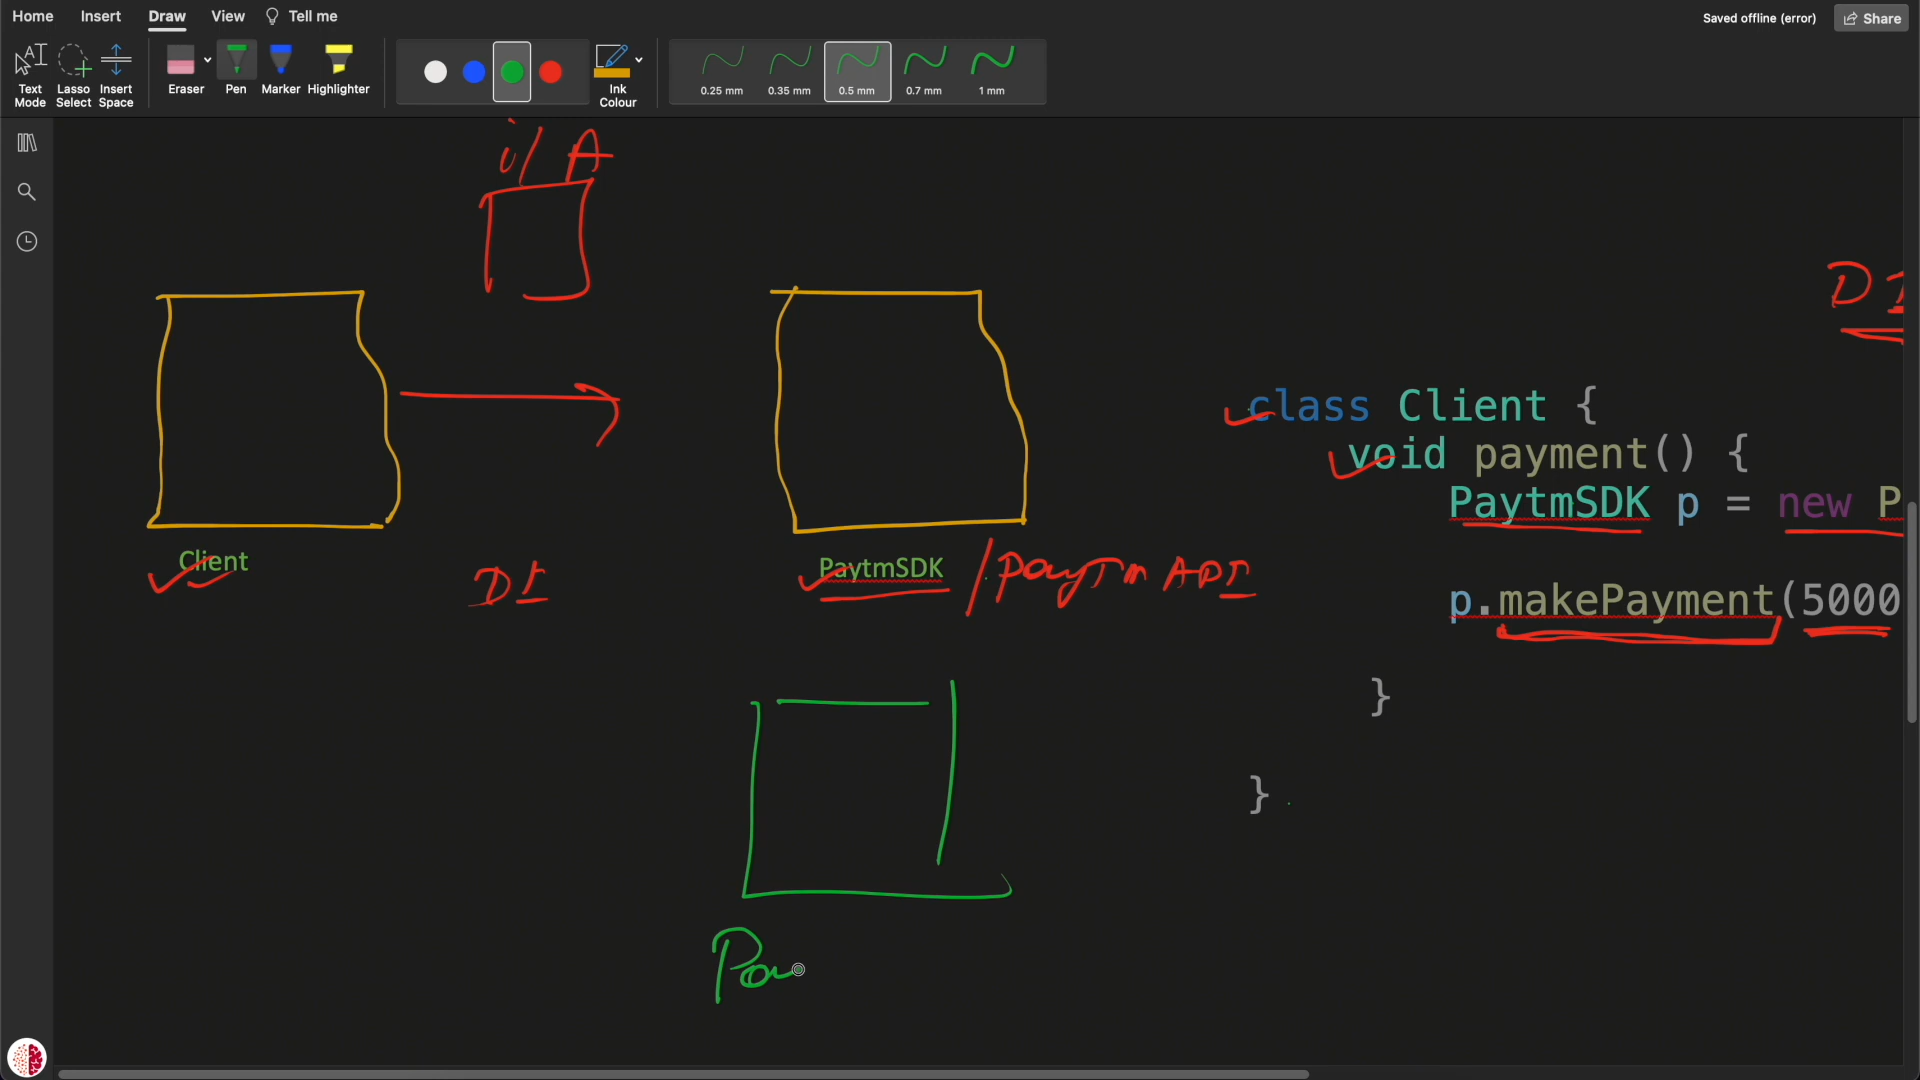 Home Insert Draw View Tell me
Saved offline (error) Share
Text Mode
Lasso Select
Insert Space
Eraser
Pen
Marker
Highlighter
Ink Colour
0.25 mm
0.35 mm
0.5 mm
0.7 mm
1 mm
i/ A
DI
class Client {
void payment() {
PaytmSDK p = new P
p.makePayment(5000
}
}
Client
DI
PaytmSDK / Paytm API
Pay